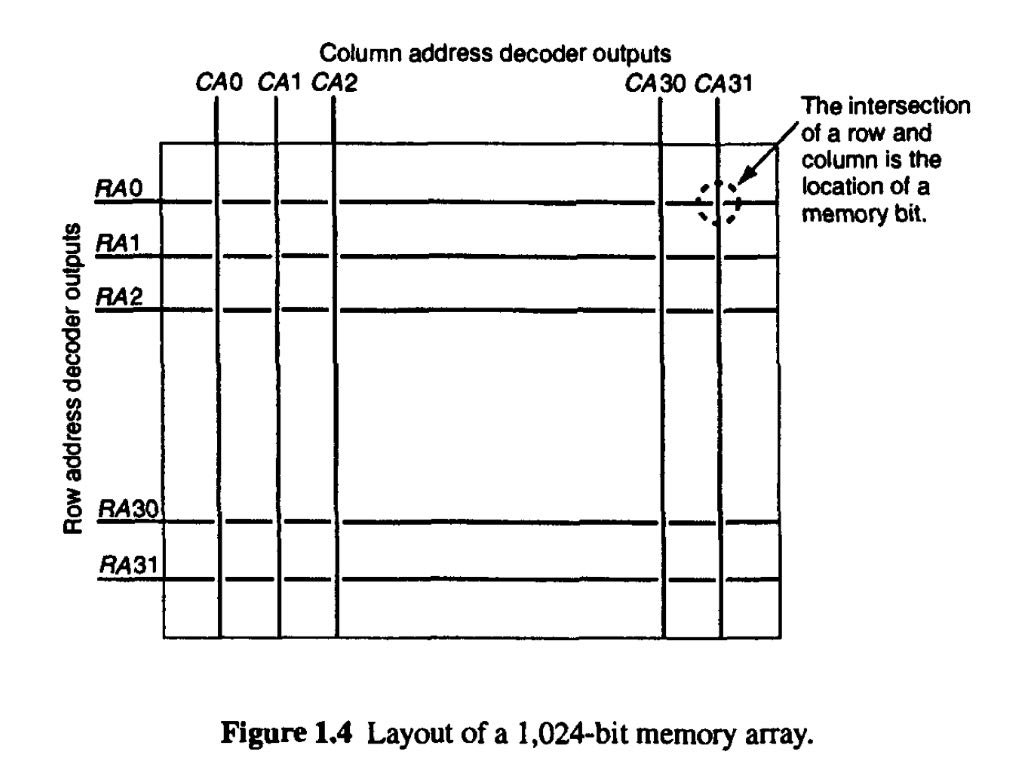 Column address decoder outputs
CA0 CA1 CA2 CA30 CA31
The intersection
of a row and
column is the
location of a
memory bit.
Row address decoder outputs
RA0
RA1
RA2
RA30
RA31
Figure 1.4 Layout of a 1,024-bit memory array.